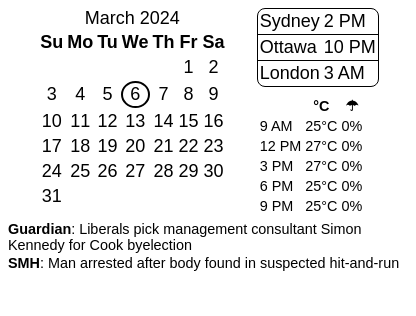 March 2024
Su Mo Tu We Th Fr Sa
1 2
3 4 5 6 7 8 9
10 11 12 13 14 15 16
17 18 19 20 21 22 23
24 25 26 27 28 29 30
31
Sydney 2 PM
Ottawa 10 PM
London 3 AM
°C ☂
9 AM 25°C 0%
12 PM 27°C 0%
3 PM 27°C 0%
6 PM 25°C 0%
9 PM 25°C 0%
Guardian: Liberals pick management consultant Simon
Kennedy for Cook byelection
SMH: Man arrested after body found in suspected hit-and-run